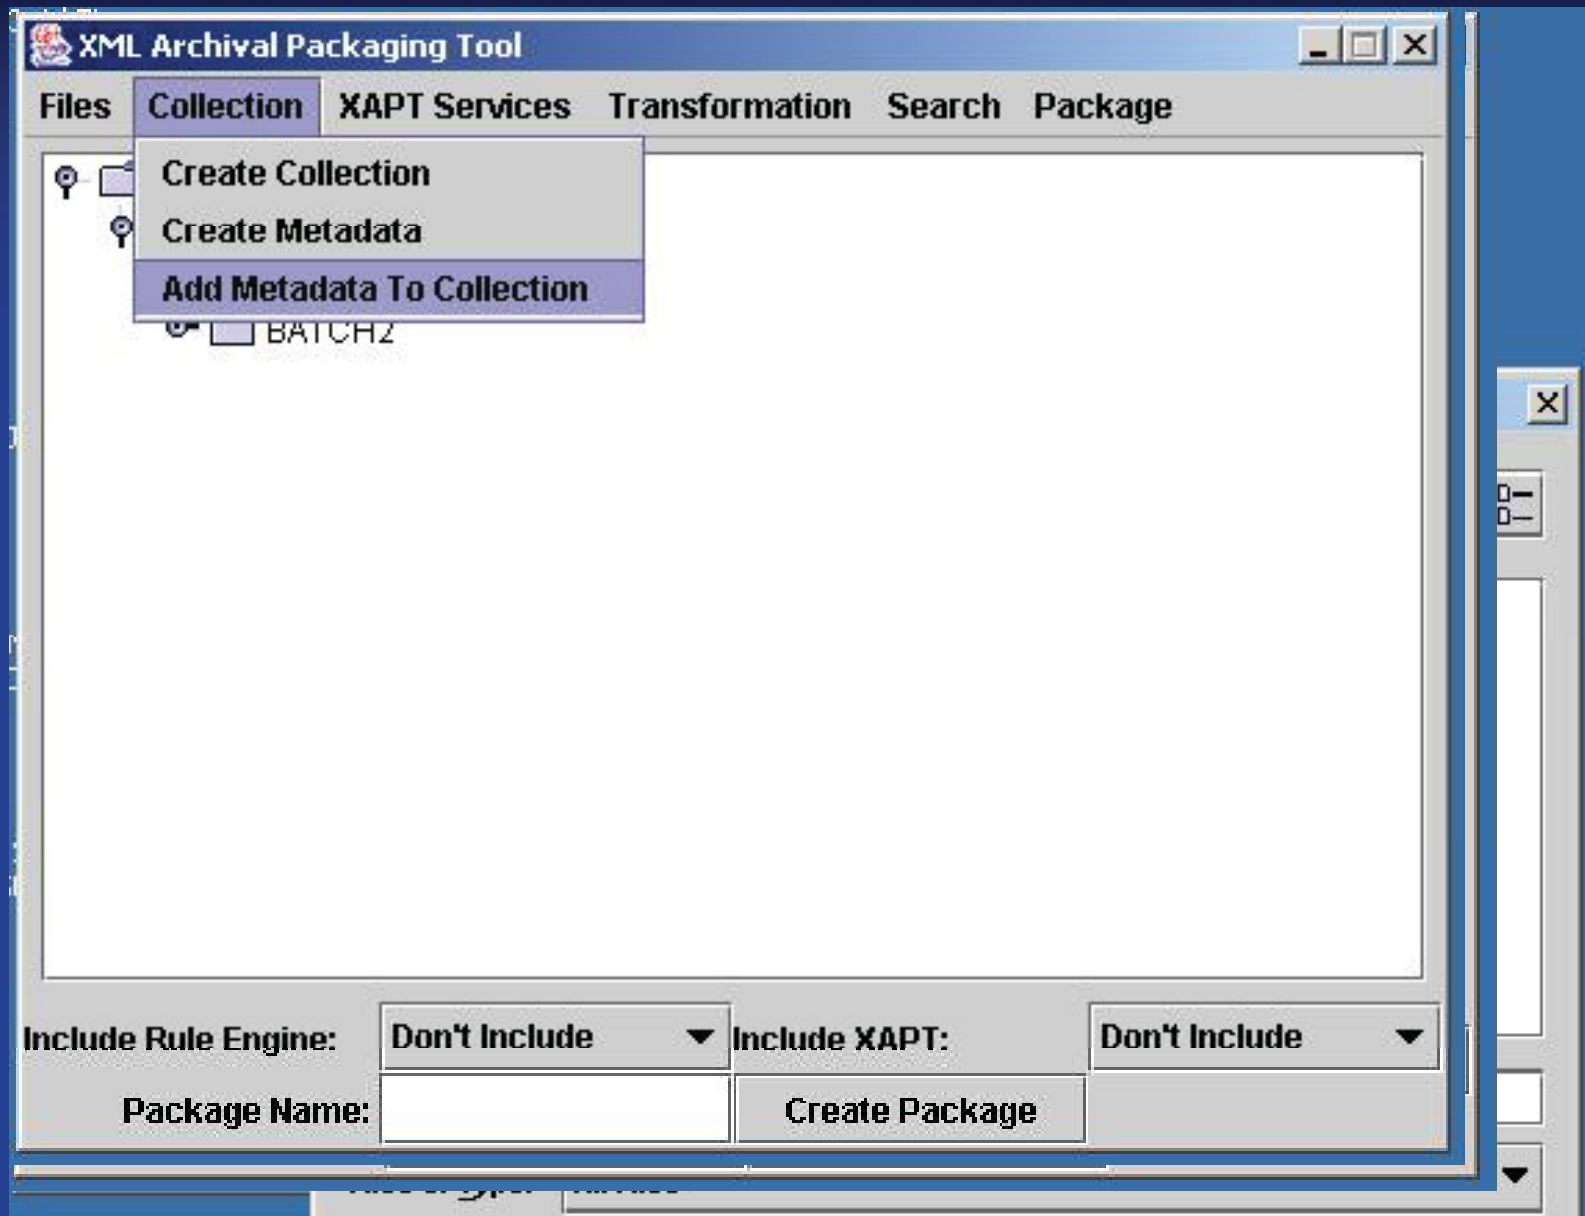 XML Archival Packaging Tool
Files Collection XAPT Services Transformation Search Package
Create Collection
Create Metadata
Add Metadata To Collection
BATCH2
Include Rule Engine: Don't Include Include XAPT: Don't Include
Package Name: Create Package